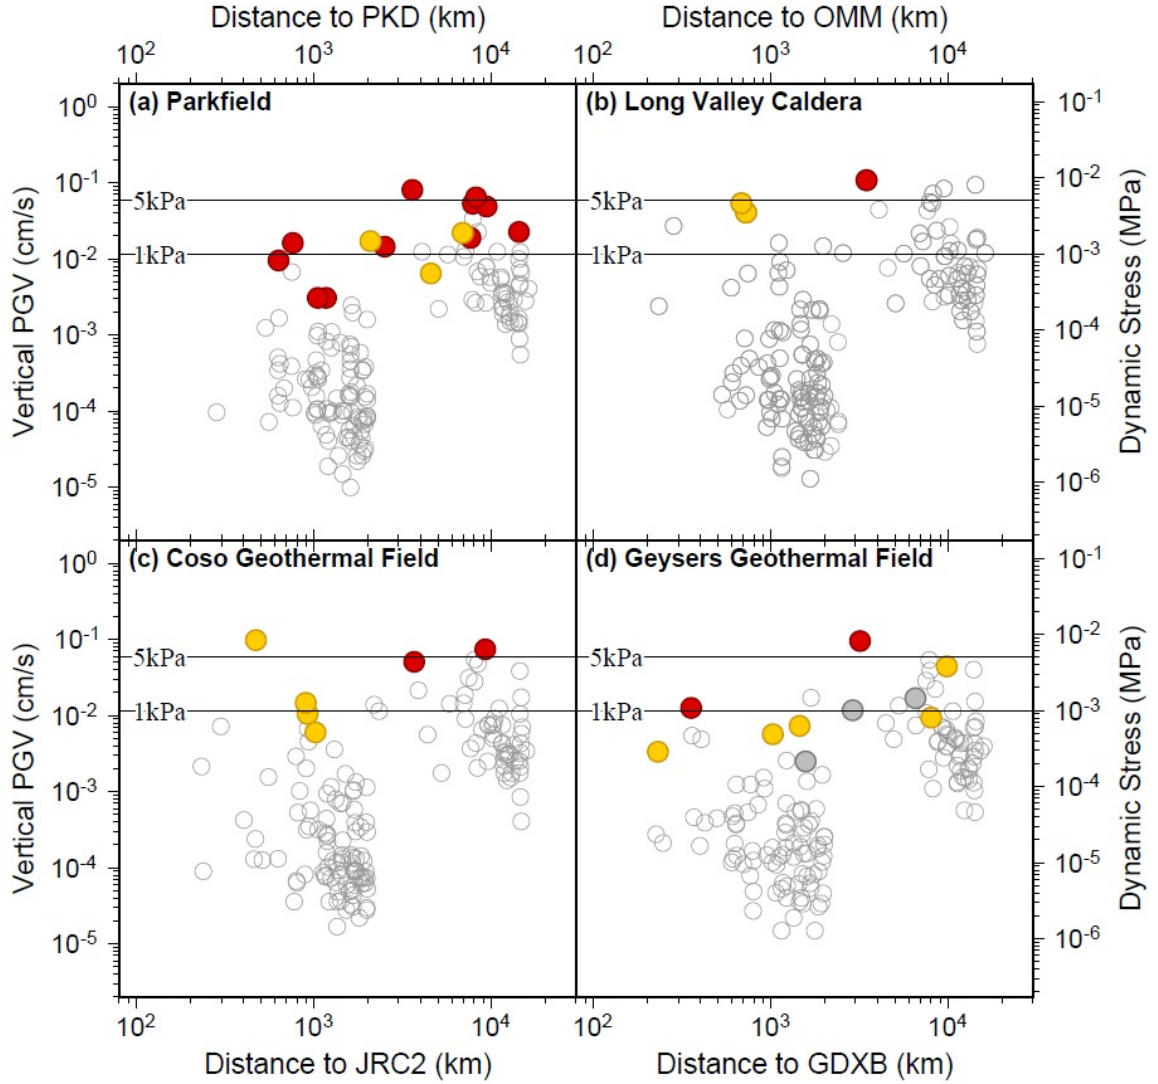 Distance to PKD (km) Distance to OMM (km)
10² 10³ 10⁴ 10² 10³ 10⁴
(a) Parkfield (b) Long Valley Caldera
Vertical PGV (cm/s)
10⁰
10⁻¹
10⁻²
10⁻³
10⁻⁴
10⁻⁵
5kPa
1kPa
5kPa
1kPa
10⁻¹
10⁻²
10⁻³
10⁻⁴
10⁻⁵
10⁻⁶
Dynamic Stress (MPa)
(c) Coso Geothermal Field (d) Geysers Geothermal Field
Vertical PGV (cm/s)
10⁰
10⁻¹
10⁻²
10⁻³
10⁻⁴
10⁻⁵
5kPa
1kPa
5kPa
1kPa
10⁻¹
10⁻²
10⁻³
10⁻⁴
10⁻⁵
10⁻⁶
Dynamic Stress (MPa)
10² 10³ 10⁴ 10² 10³ 10⁴
Distance to JRC2 (km) Distance to GDXB (km)